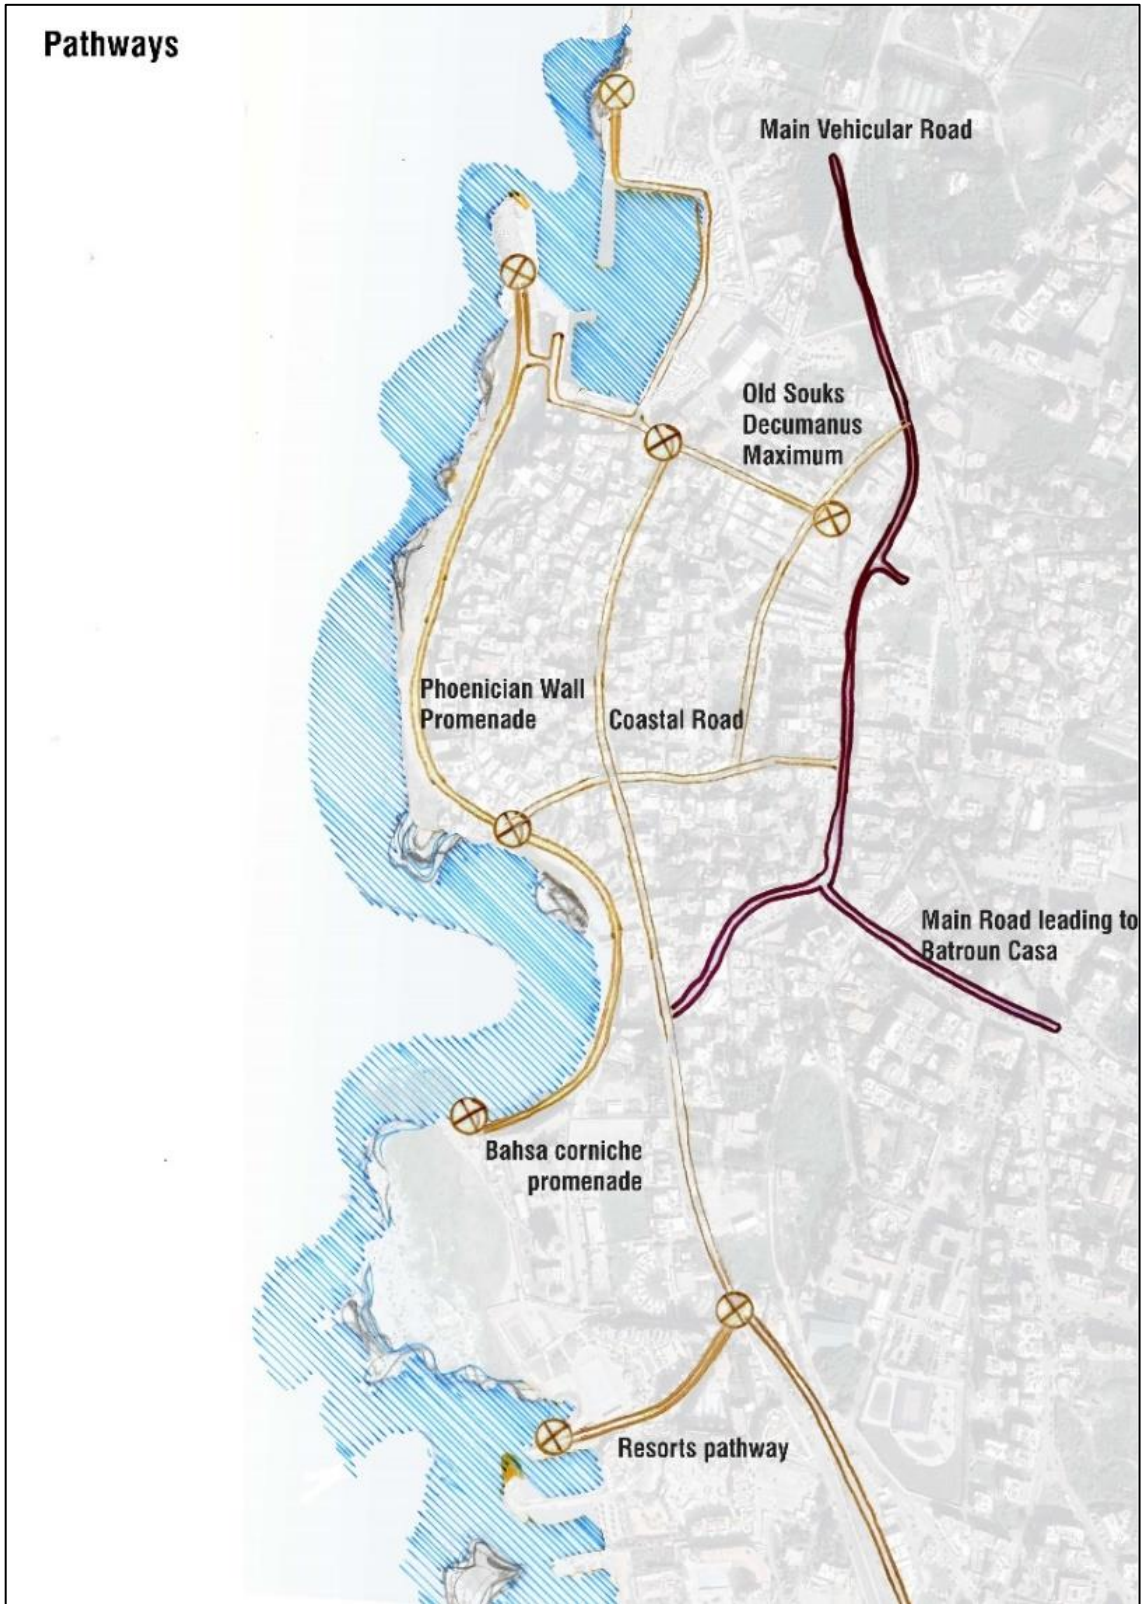 Pathways
Main Vehicular Road
Old Souks
Decumanus
Maximum
Phoenician Wall
Promenade
Coastal Road
Main Road leading to
Batroun Casa
Bahsa corniche
promenade
Resorts pathway